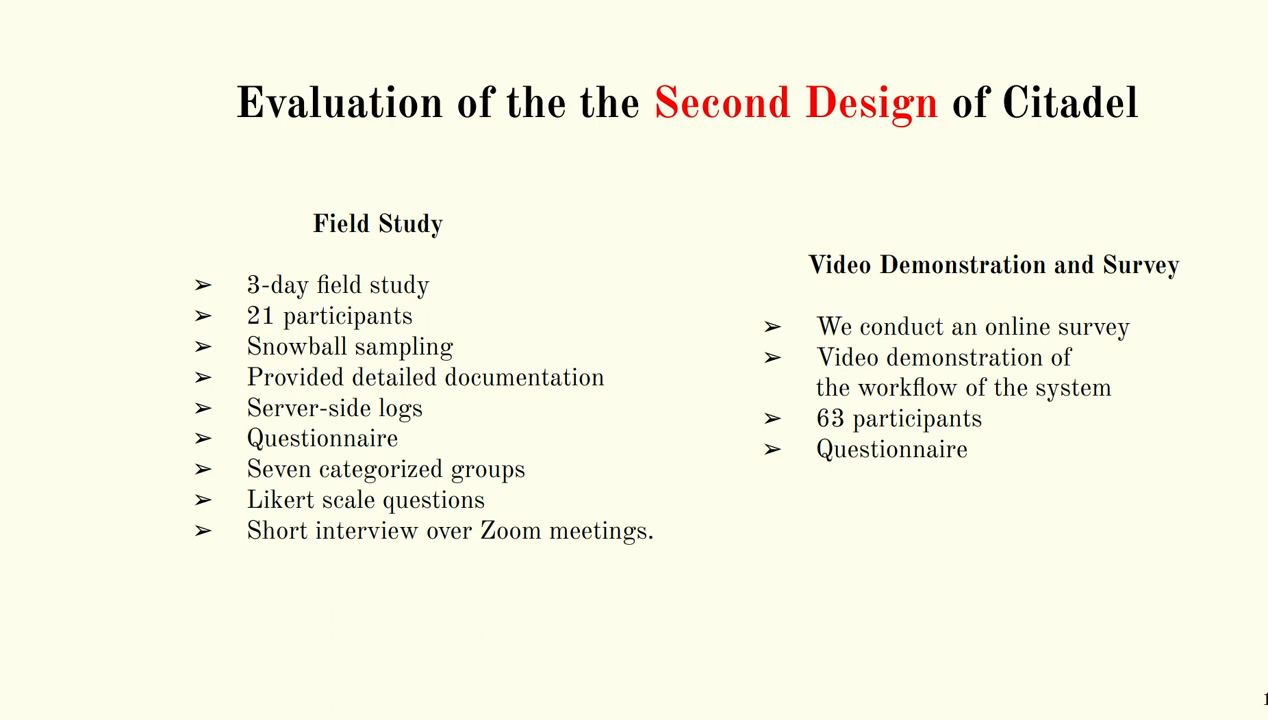 Evaluation of the the Second Design of Citadel
Field Study
➢ 3-day field study
➢ 21 participants
➢ Snowball sampling
➢ Provided detailed documentation
➢ Server-side logs
➢ Questionnaire
➢ Seven categorized groups
➢ Likert scale questions
➢ Short interview over Zoom meetings.
Video Demonstration and Survey
➢ We conduct an online survey
➢ Video demonstration of
the workflow of the system
➢ 63 participants
➢ Questionnaire